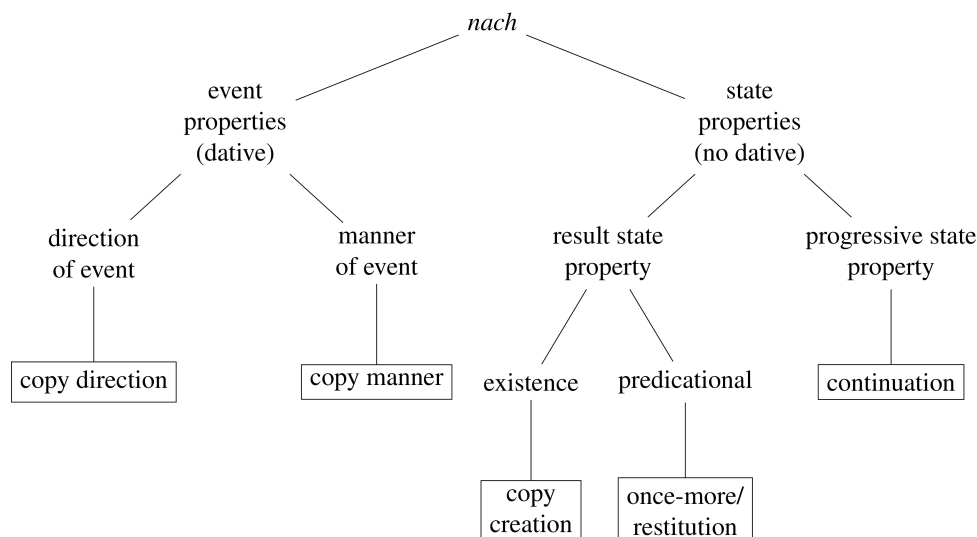 nach
event
properties
(dative)
state
properties
(no dative)
direction
of event
manner
of event
result state
property
progressive state
property
copy direction
copy manner
existence
predicational
continuation
copy
creation
once-more/
restitution